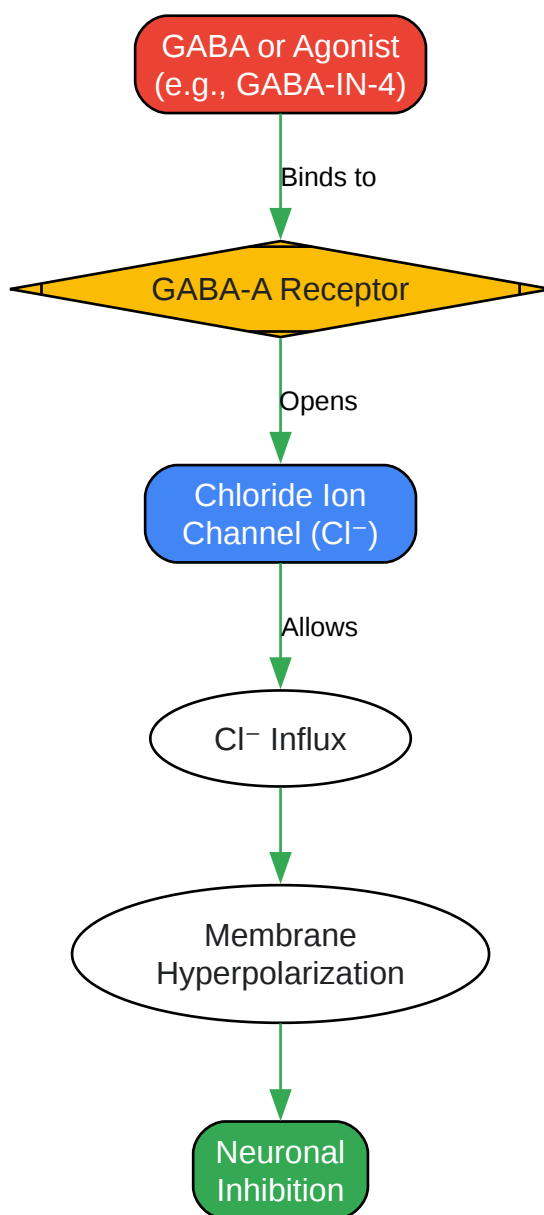 GABA or Agonist
(e.g., GABA-IN-4)
Binds to
GABA-A Receptor
Opens
Chloride Ion
Channel (Cl⁻)
Allows
Cl⁻ Influx
Membrane
Hyperpolarization
Neuronal
Inhibition